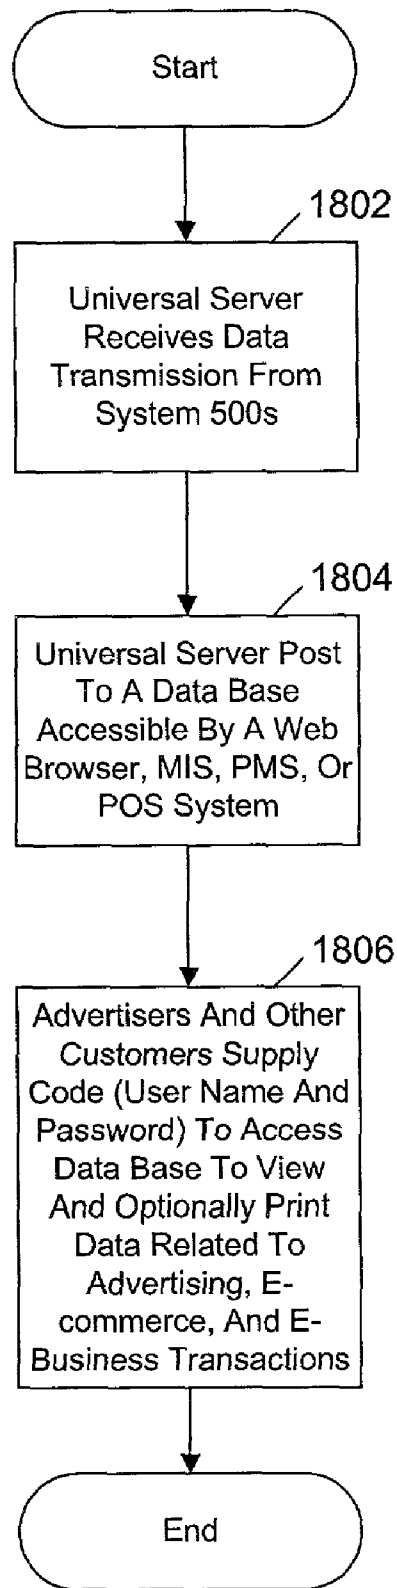 Start
1802
Universal Server
Receives Data
Transmission From
System 500s
1804
Universal Server Post
To A Data Base
Accessible By A Web
Browser, MIS, PMS, Or
POS System
1806
Advertisers And Other
Customers Supply
Code (User Name And
Password) To Access
Data Base To View
And Optionally Print
Data Related To
Advertising, E-
commerce, And E-
Business Transactions
End